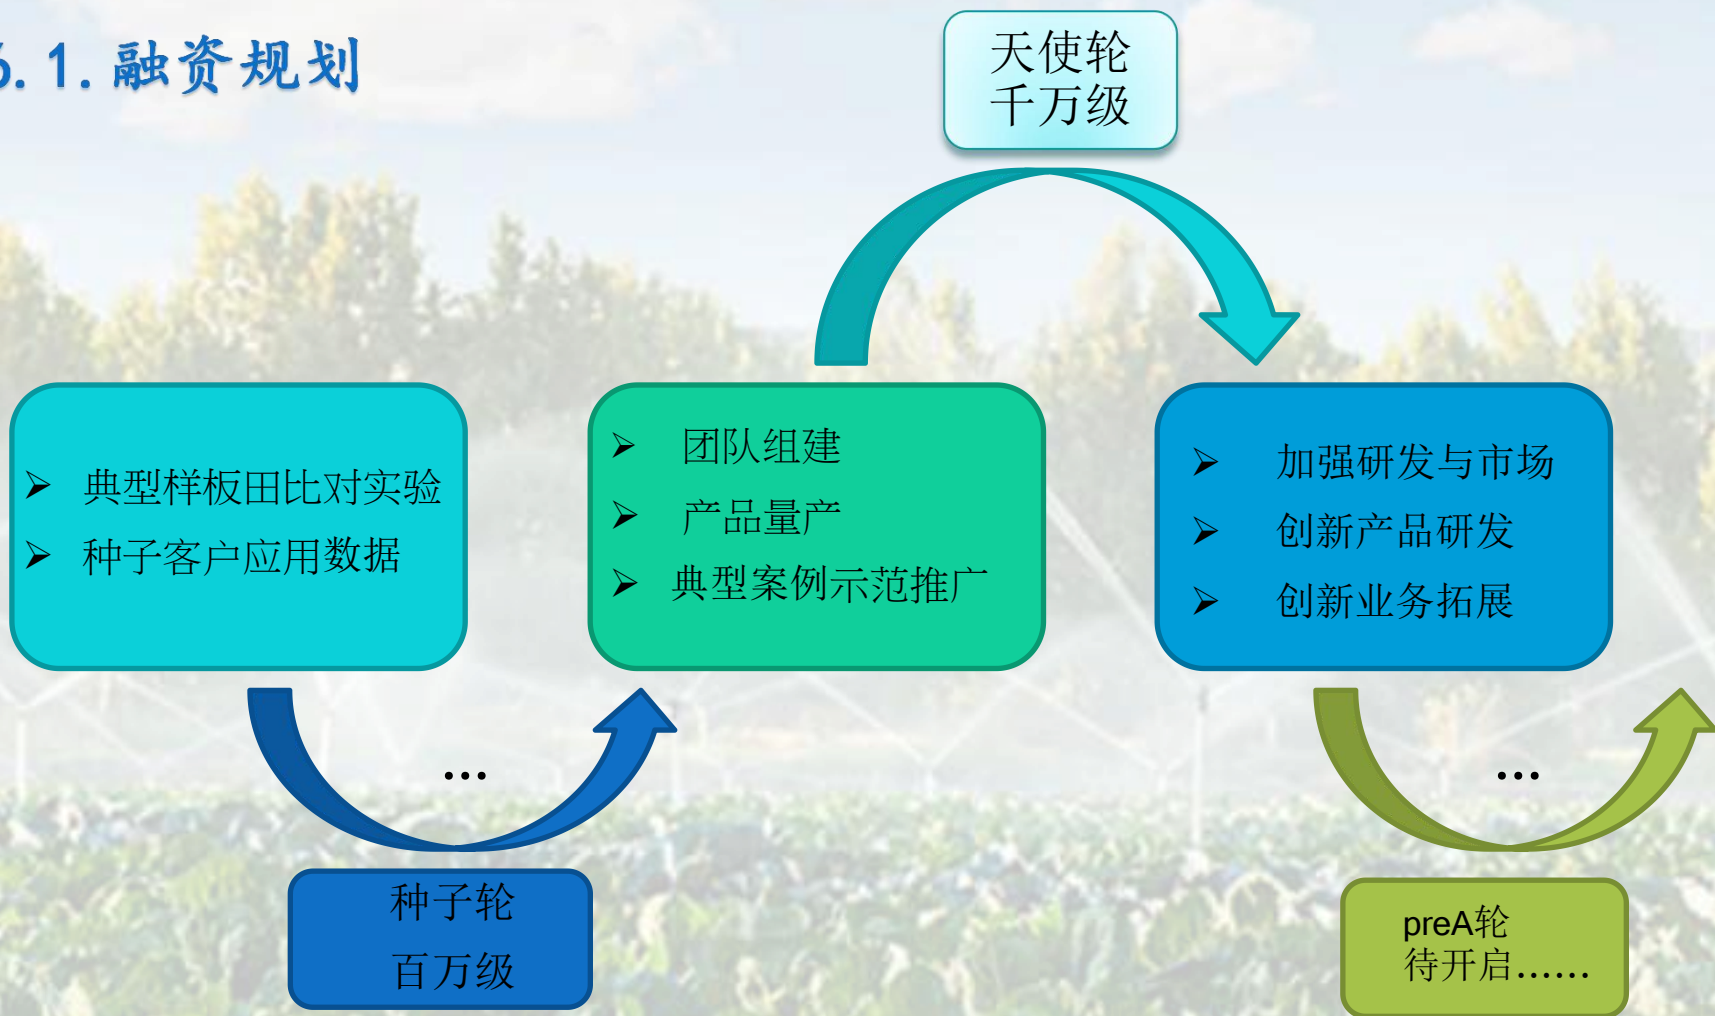 6.1.融资规划
天使轮
千万级
➢ 典型样板田比对实验
➢ 种子客户应用数据
➢ 团队组建
➢ 产品量产
➢ 典型案例示范推广
➢ 加强研发与市场
➢ 创新产品研发
➢ 创新业务拓展
...
种子轮
百万级
...
preA轮
待开启......